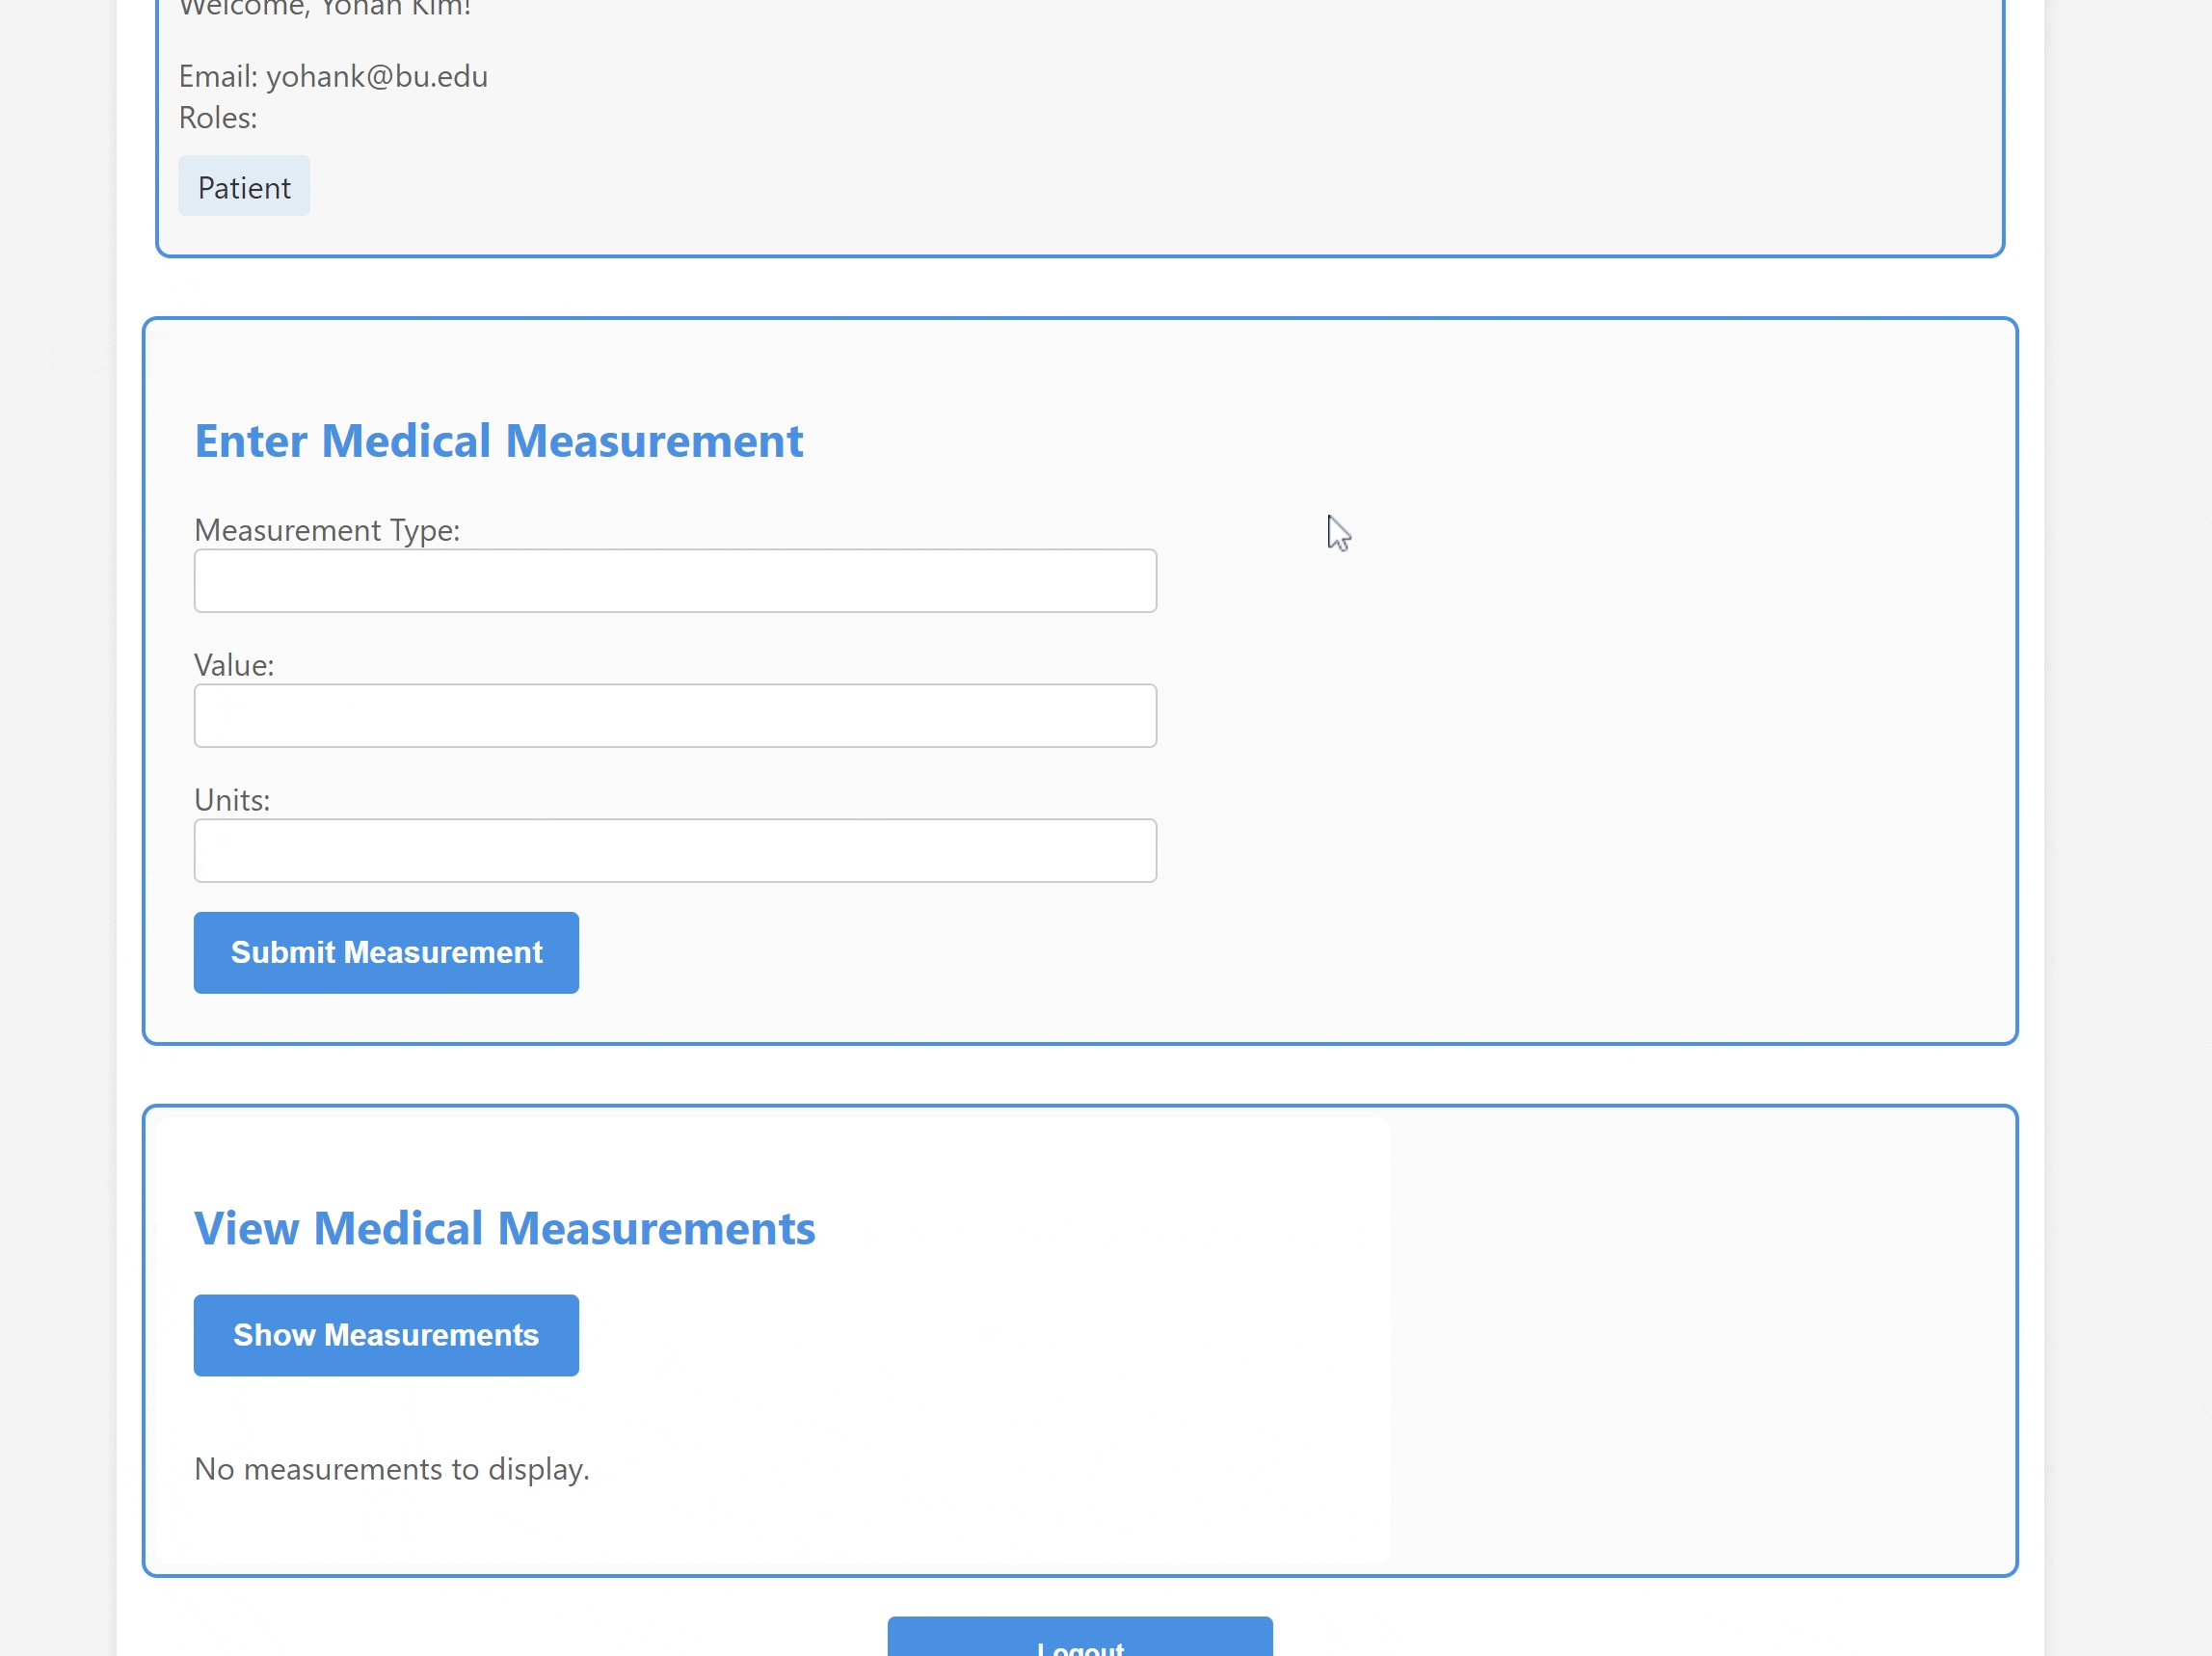 Welcome, Yohan Kim!
Email: yohank@bu.edu
Roles:
Patient
Enter Medical Measurement
Measurement Type:
Value:
Units:
Submit Measurement
View Medical Measurements
Show Measurements
No measurements to display.
Logout